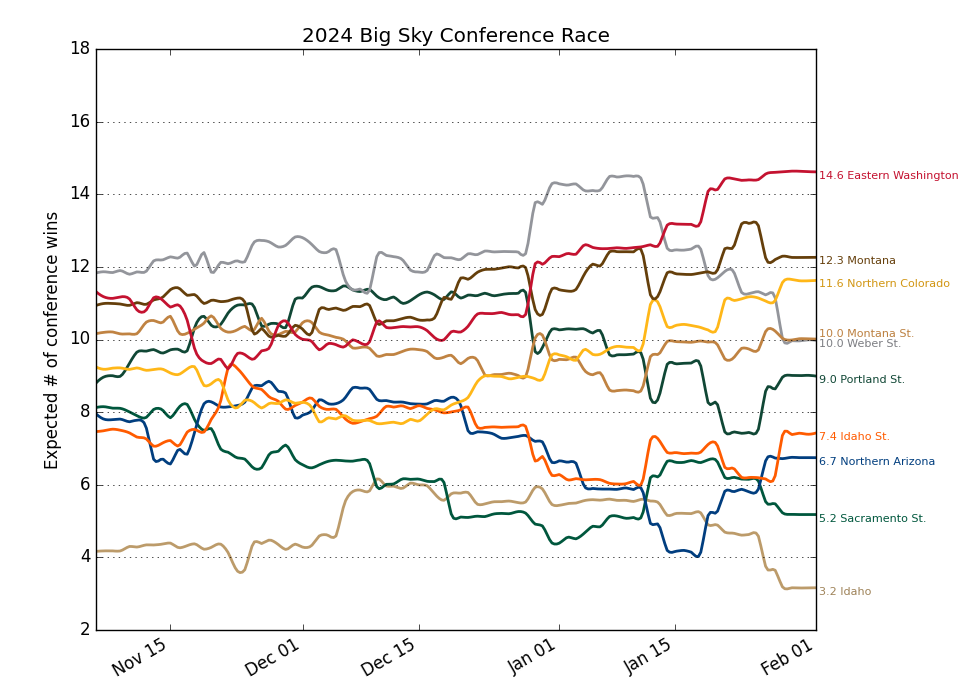 2024 Big Sky Conference Race
Expected # of conference wins
18
16
14
12
10
8
6
4
2
14.6 Eastern Washington
12.3 Montana
11.6 Northern Colorado
10.0 Montana St.
10.0 Weber St.
9.0 Portland St.
7.4 Idaho St.
6.7 Northern Arizona
5.2 Sacramento St.
3.2 Idaho
Nov 15
Dec 01
Dec 15
Jan 01
Jan 15
Feb 01